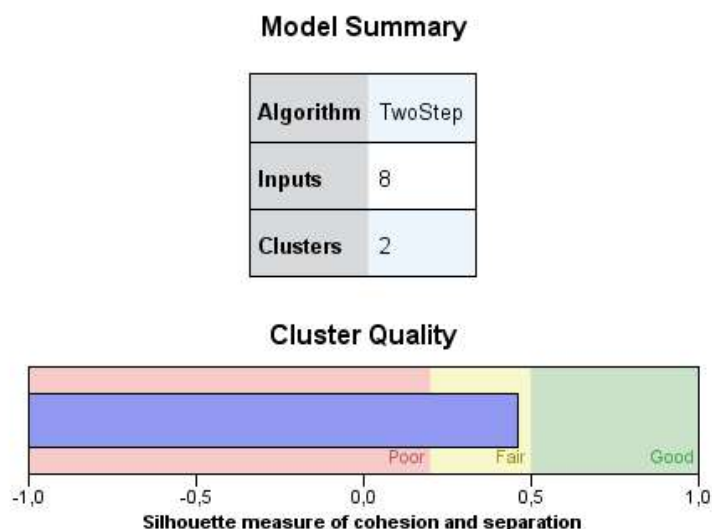 Model Summary
Algorithm TwoStep
Inputs 8
Clusters 2
Cluster Quality
Poor Fair Good
-1,0 -0,5 0,0 0,5 1,0
Silhouette measure of cohesion and separation